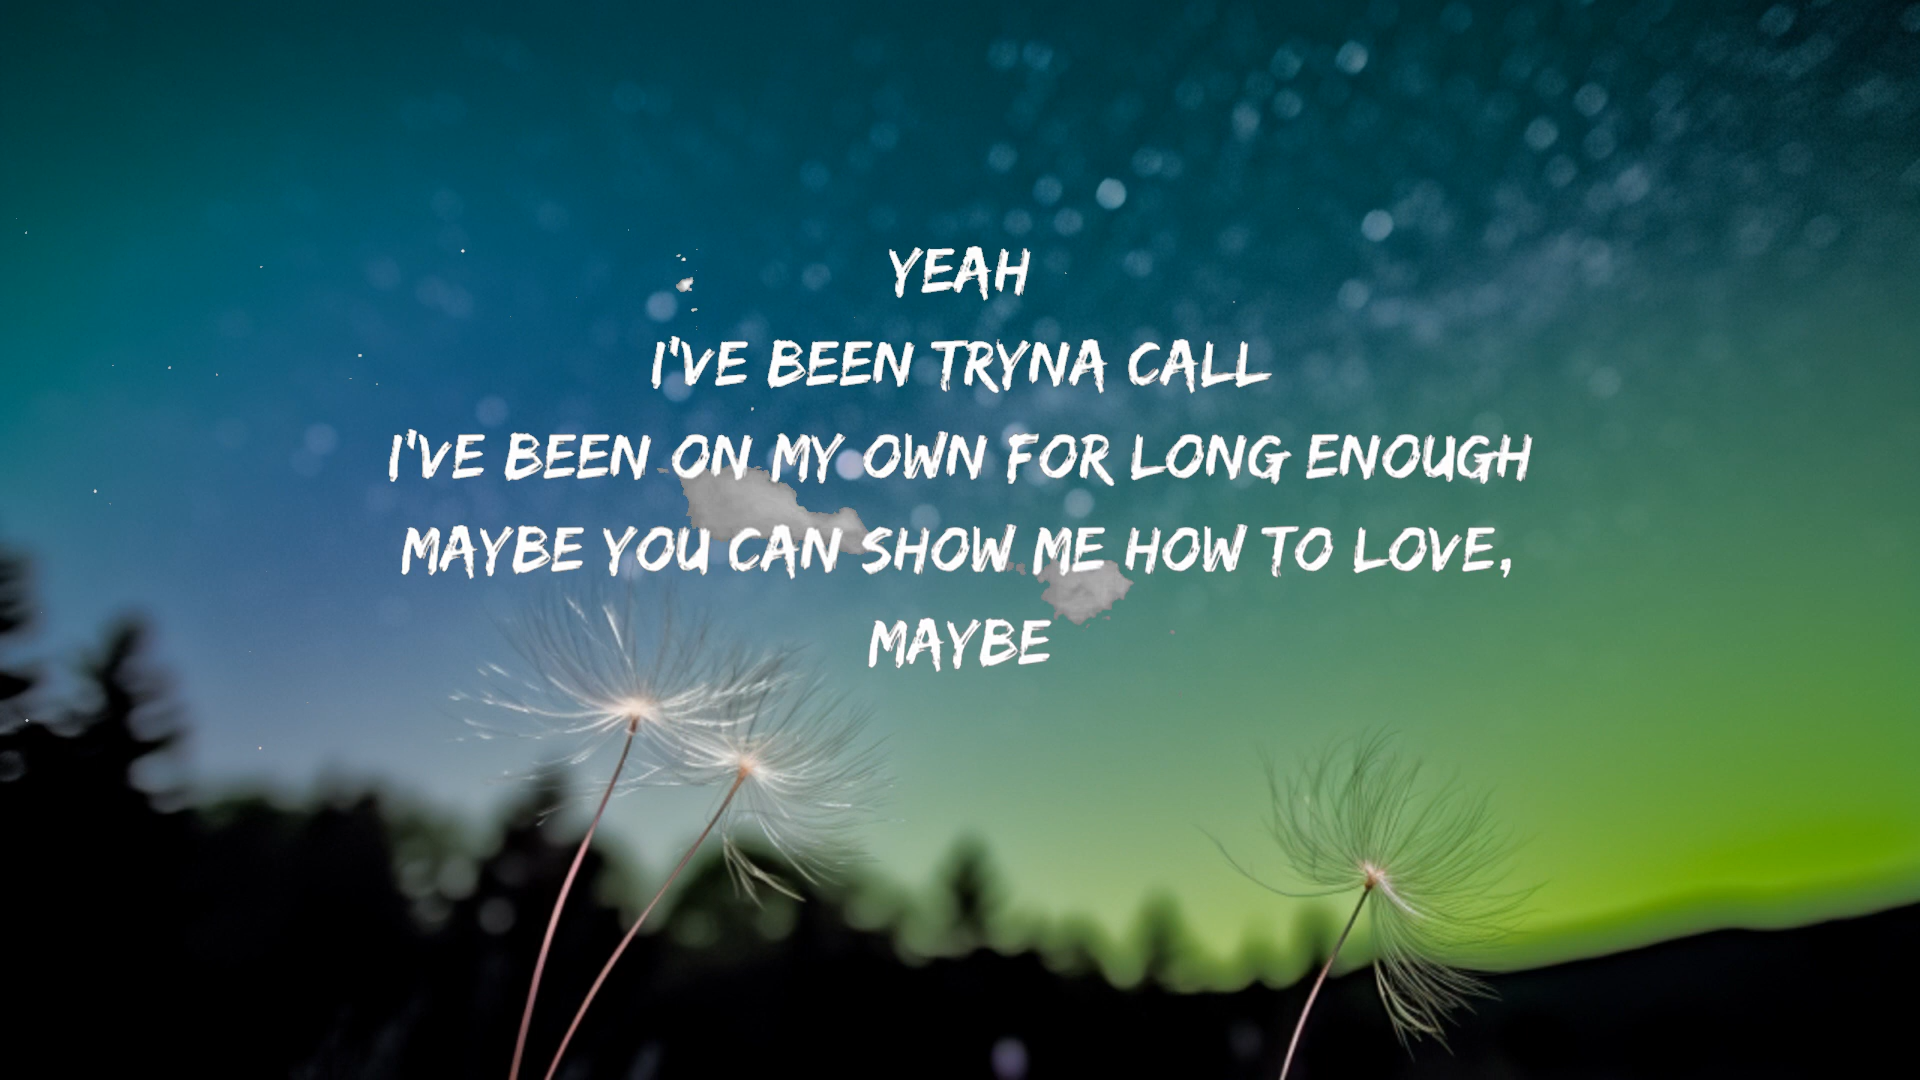 YEAH
I'VE BEEN TRYNA CALL
I'VE BEEN ON MY OWN FOR LONG ENOUGH
MAYBE YOU CAN SHOW ME HOW TO LOVE,
MAYBE